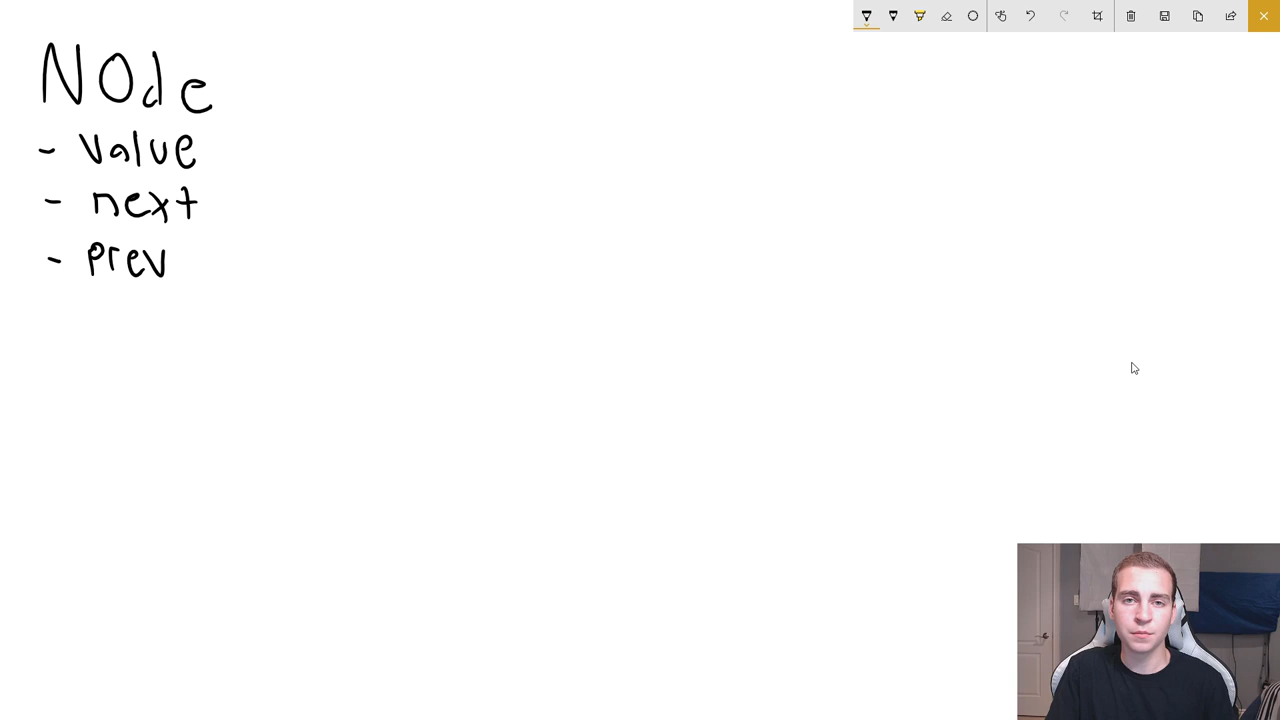 Node
- value
- next
- prev